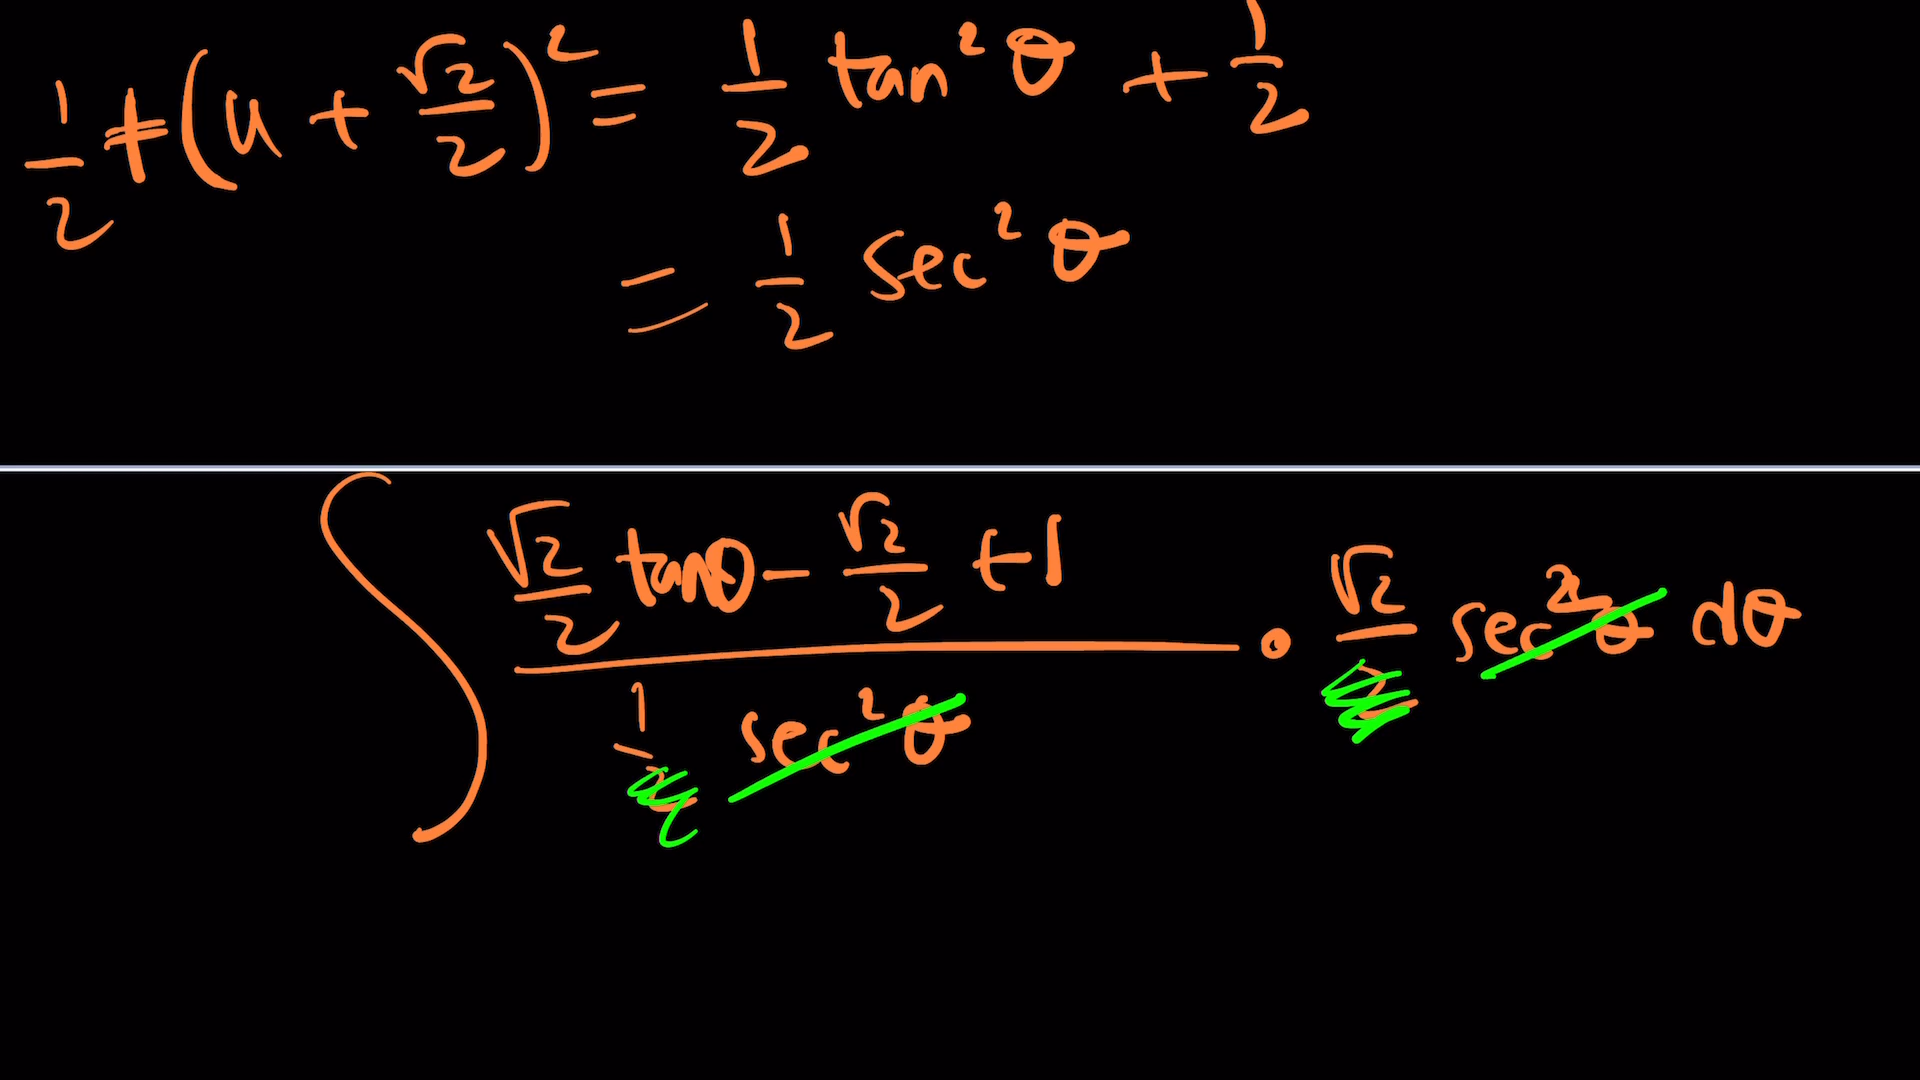 1/2 + (u + √2/2)² = 1/2 tan²θ + 1/2
= 1/2 sec²θ
∫ (√2/2 tanθ − √2/2 + 1) / (1/2 sec²θ) • √2/2 sec²θ dθ